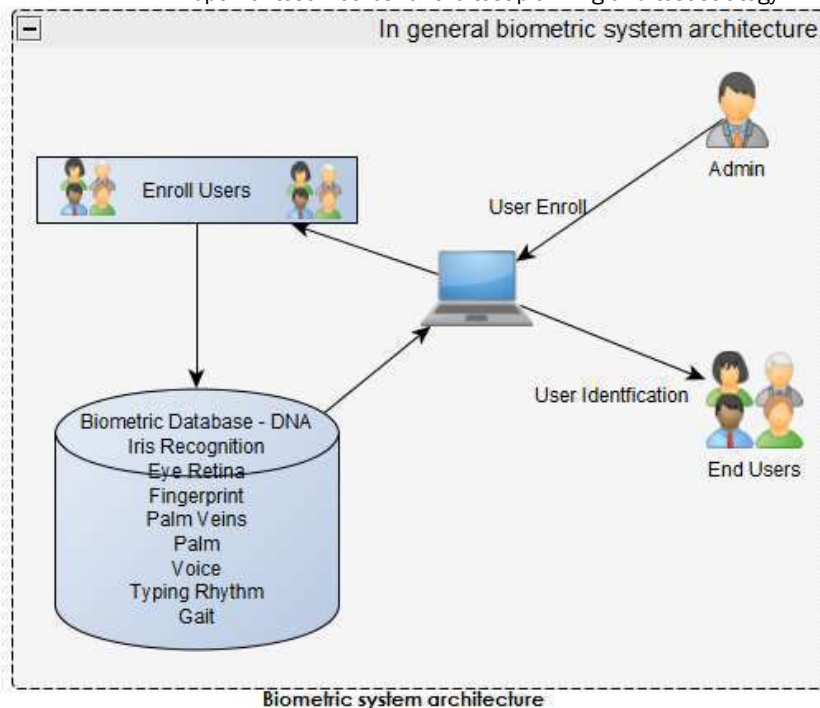 In general biometric system architecture
Admin
Enroll Users
User Enroll
User Identfication
End Users
Biometric Database - DNA
Iris Recognition
Eye Retina
Fingerprint
Palm Veins
Palm
Voice
Typing Rhythm
Gait
Biometric system architecture